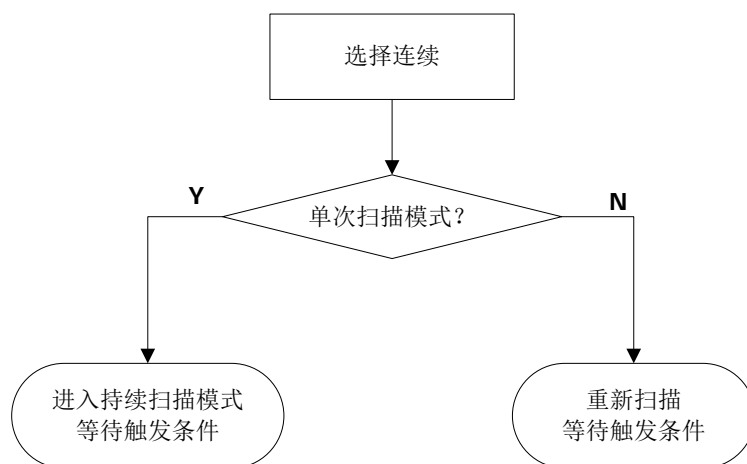 选择连续
Y
单次扫描模式？
N
进入持续扫描模式
等待触发条件
重新扫描
等待触发条件